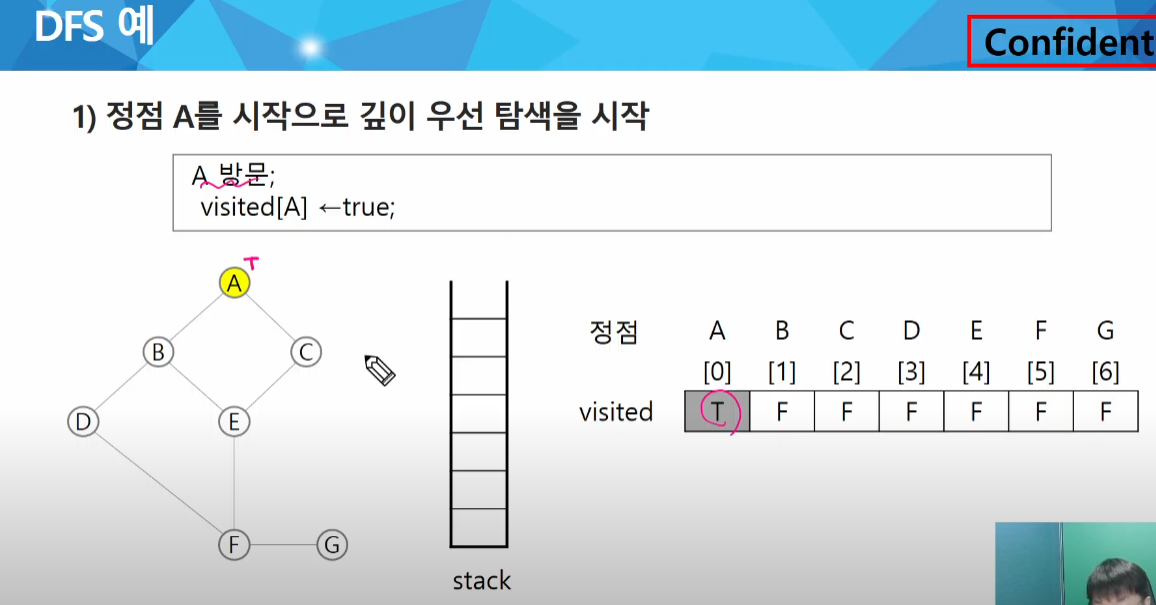 DFS 예
Confident
1) 정점 A를 시작으로 깊이 우선 탐색을 시작
A 방문;
visited[A] ←true;
T
A
B
C
D
E
F
G
stack
정점 A B C D E F G
[0] [1] [2] [3] [4] [5] [6]
visited T F F F F F F